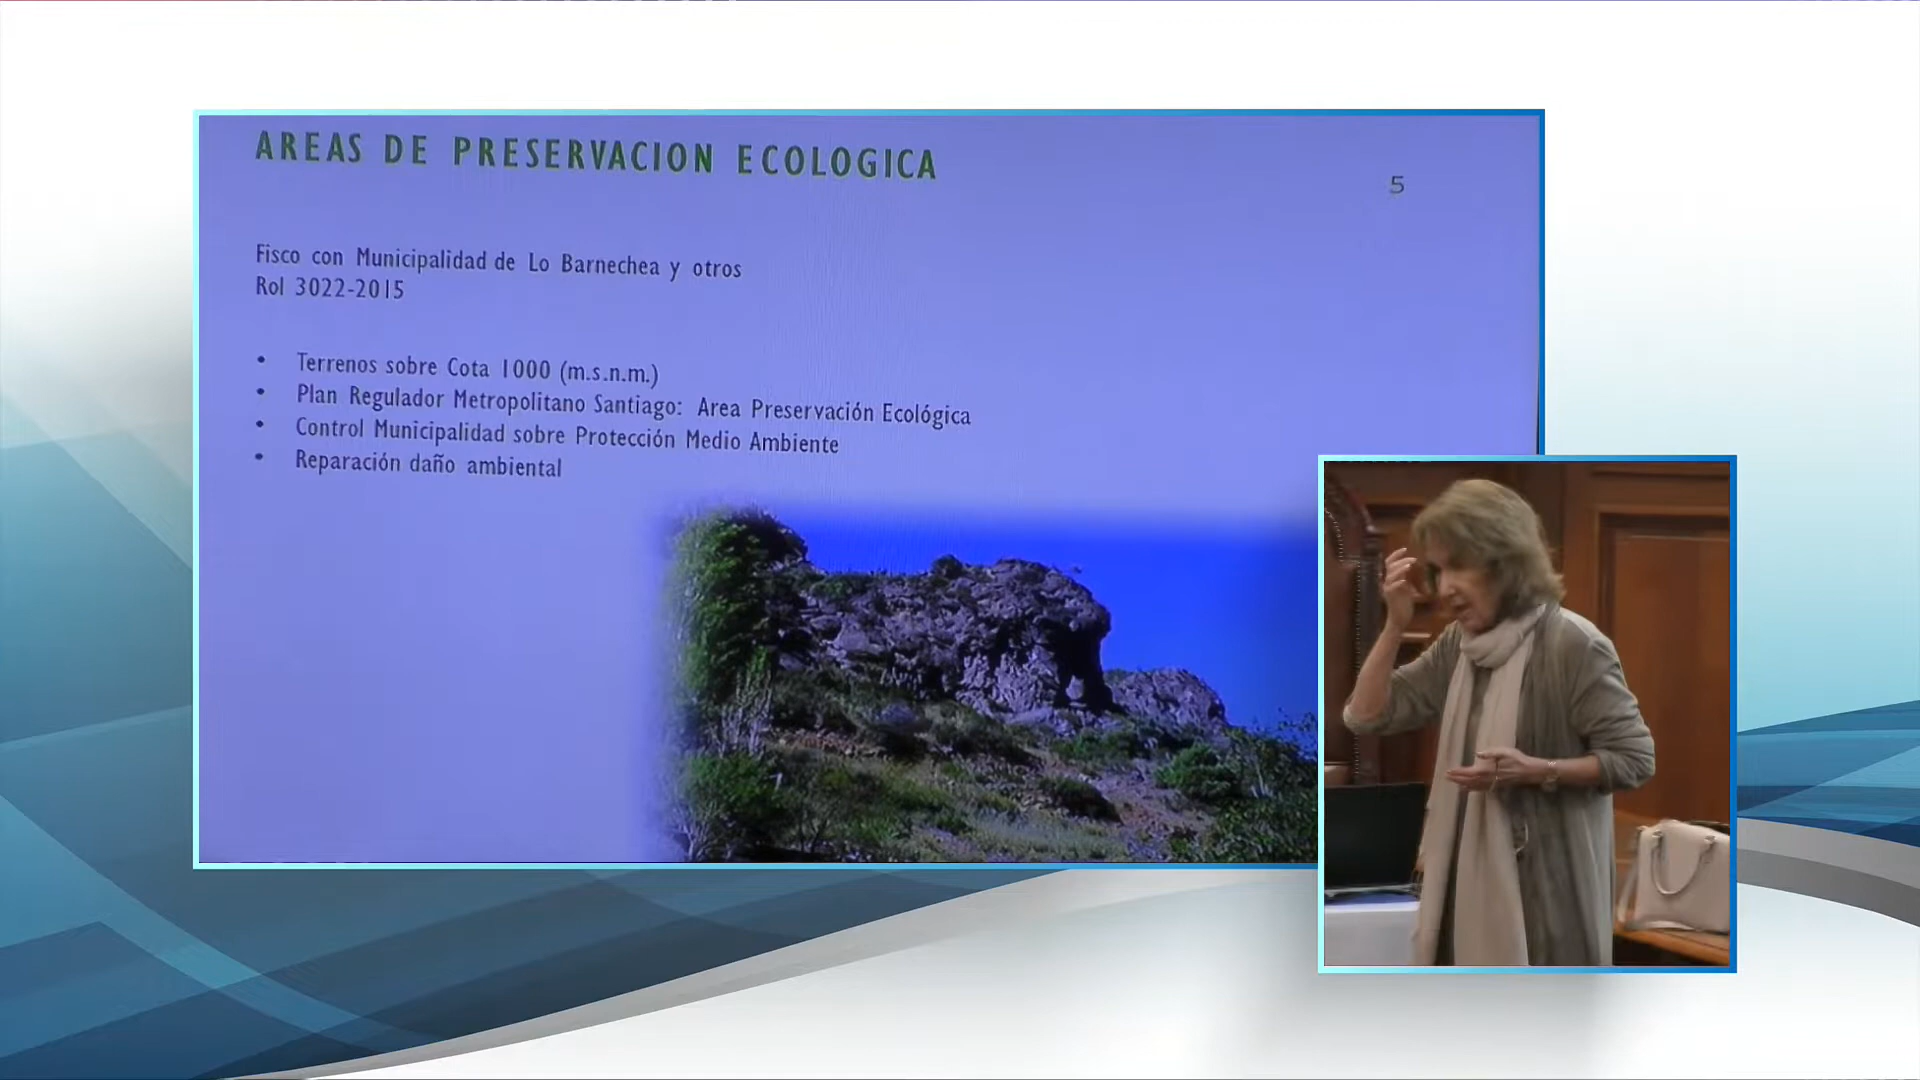 AREAS DE PRESERVACION ECOLOGICA
5
Fisco con Municipalidad de Lo Barnechea y otros
Rol 3022-2015
• Terrenos sobre Cota 1000 (m.s.n.m.)
• Plan Regulador Metropolitano Santiago: Area Preservación Ecológica
• Control Municipalidad sobre Protección Medio Ambiente
• Reparación daño ambiental